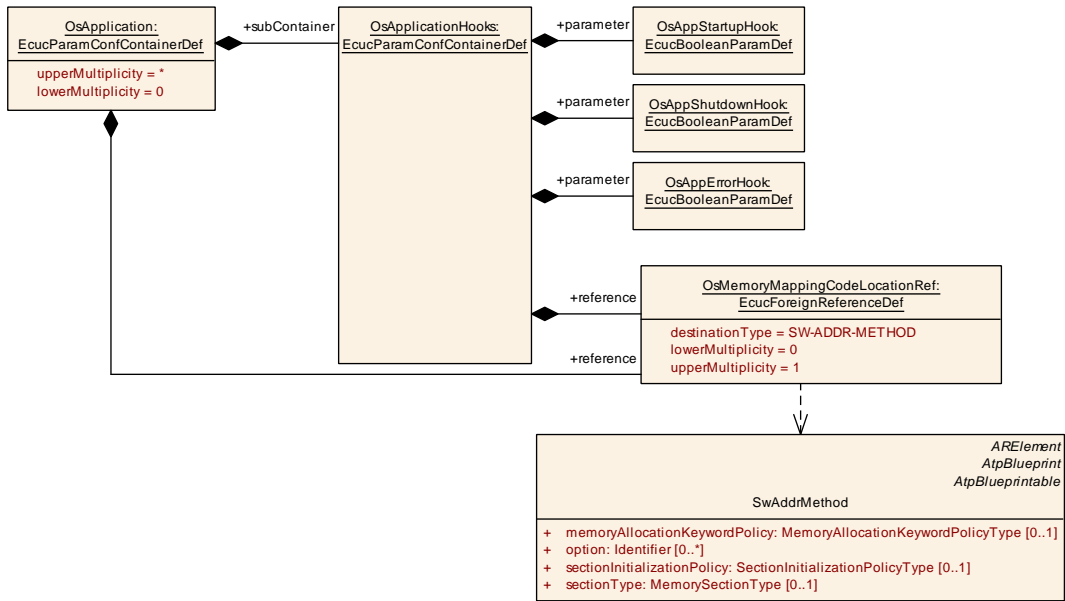 OsApplication:
EcucParamConfContainerDef
upperMultiplicity = *
lowerMultiplicity = 0
+subContainer
OsApplicationHooks:
EcucParamConfContainerDef
+parameter
OsAppStartupHook:
EcucBooleanParamDef
+parameter
OsAppShutdownHook:
EcucBooleanParamDef
+parameter
OsAppErrorHook:
EcucBooleanParamDef
+reference
OsMemoryMappingCodeLocationRef:
EcucForeignReferenceDef
destinationType = SW-ADDR-METHOD
lowerMultiplicity = 0
upperMultiplicity = 1
+reference
ARElement
AtpBlueprint
AtpBlueprintable
SwAddrMethod
+ memoryAllocationKeywordPolicy: MemoryAllocationKeywordPolicyType [0..1]
+ option: Identifier [0..*]
+ sectionInitializationPolicy: SectionInitializationPolicyType [0..1]
+ sectionType: MemorySectionType [0..1]